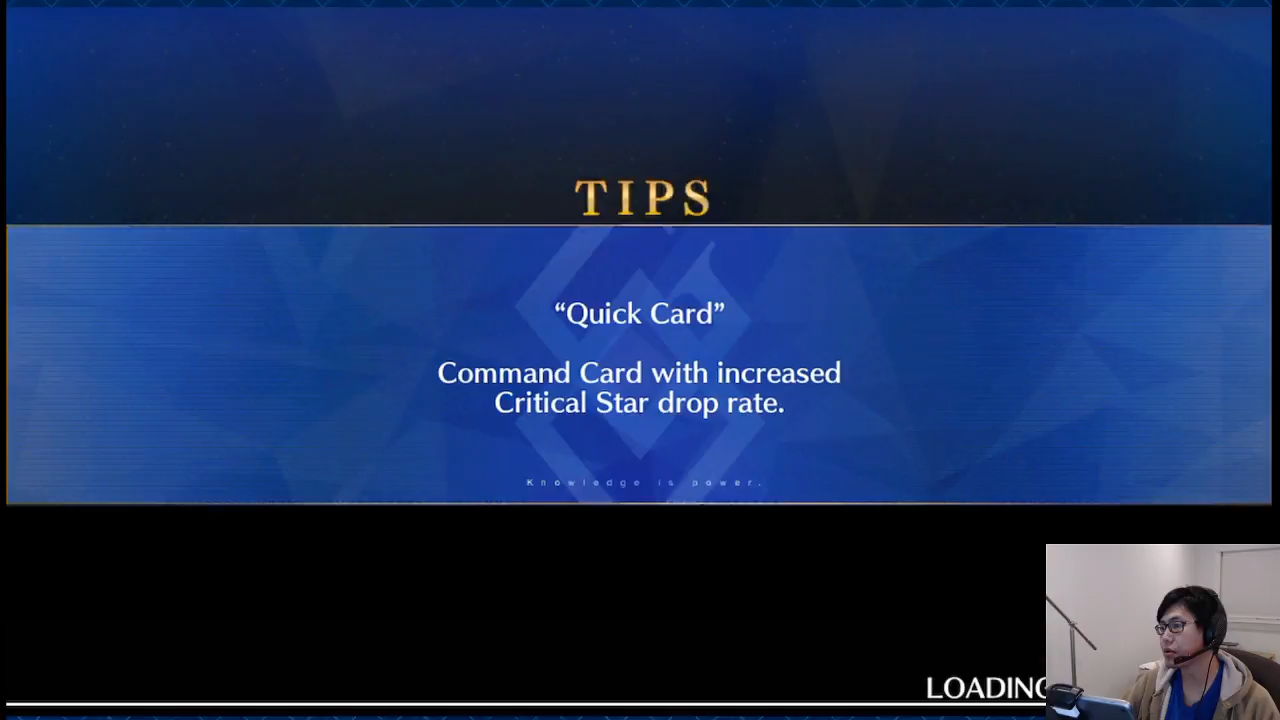 TIPS
“Quick Card”
Command Card with increased
Critical Star drop rate.
Knowledge is power.
LOADING